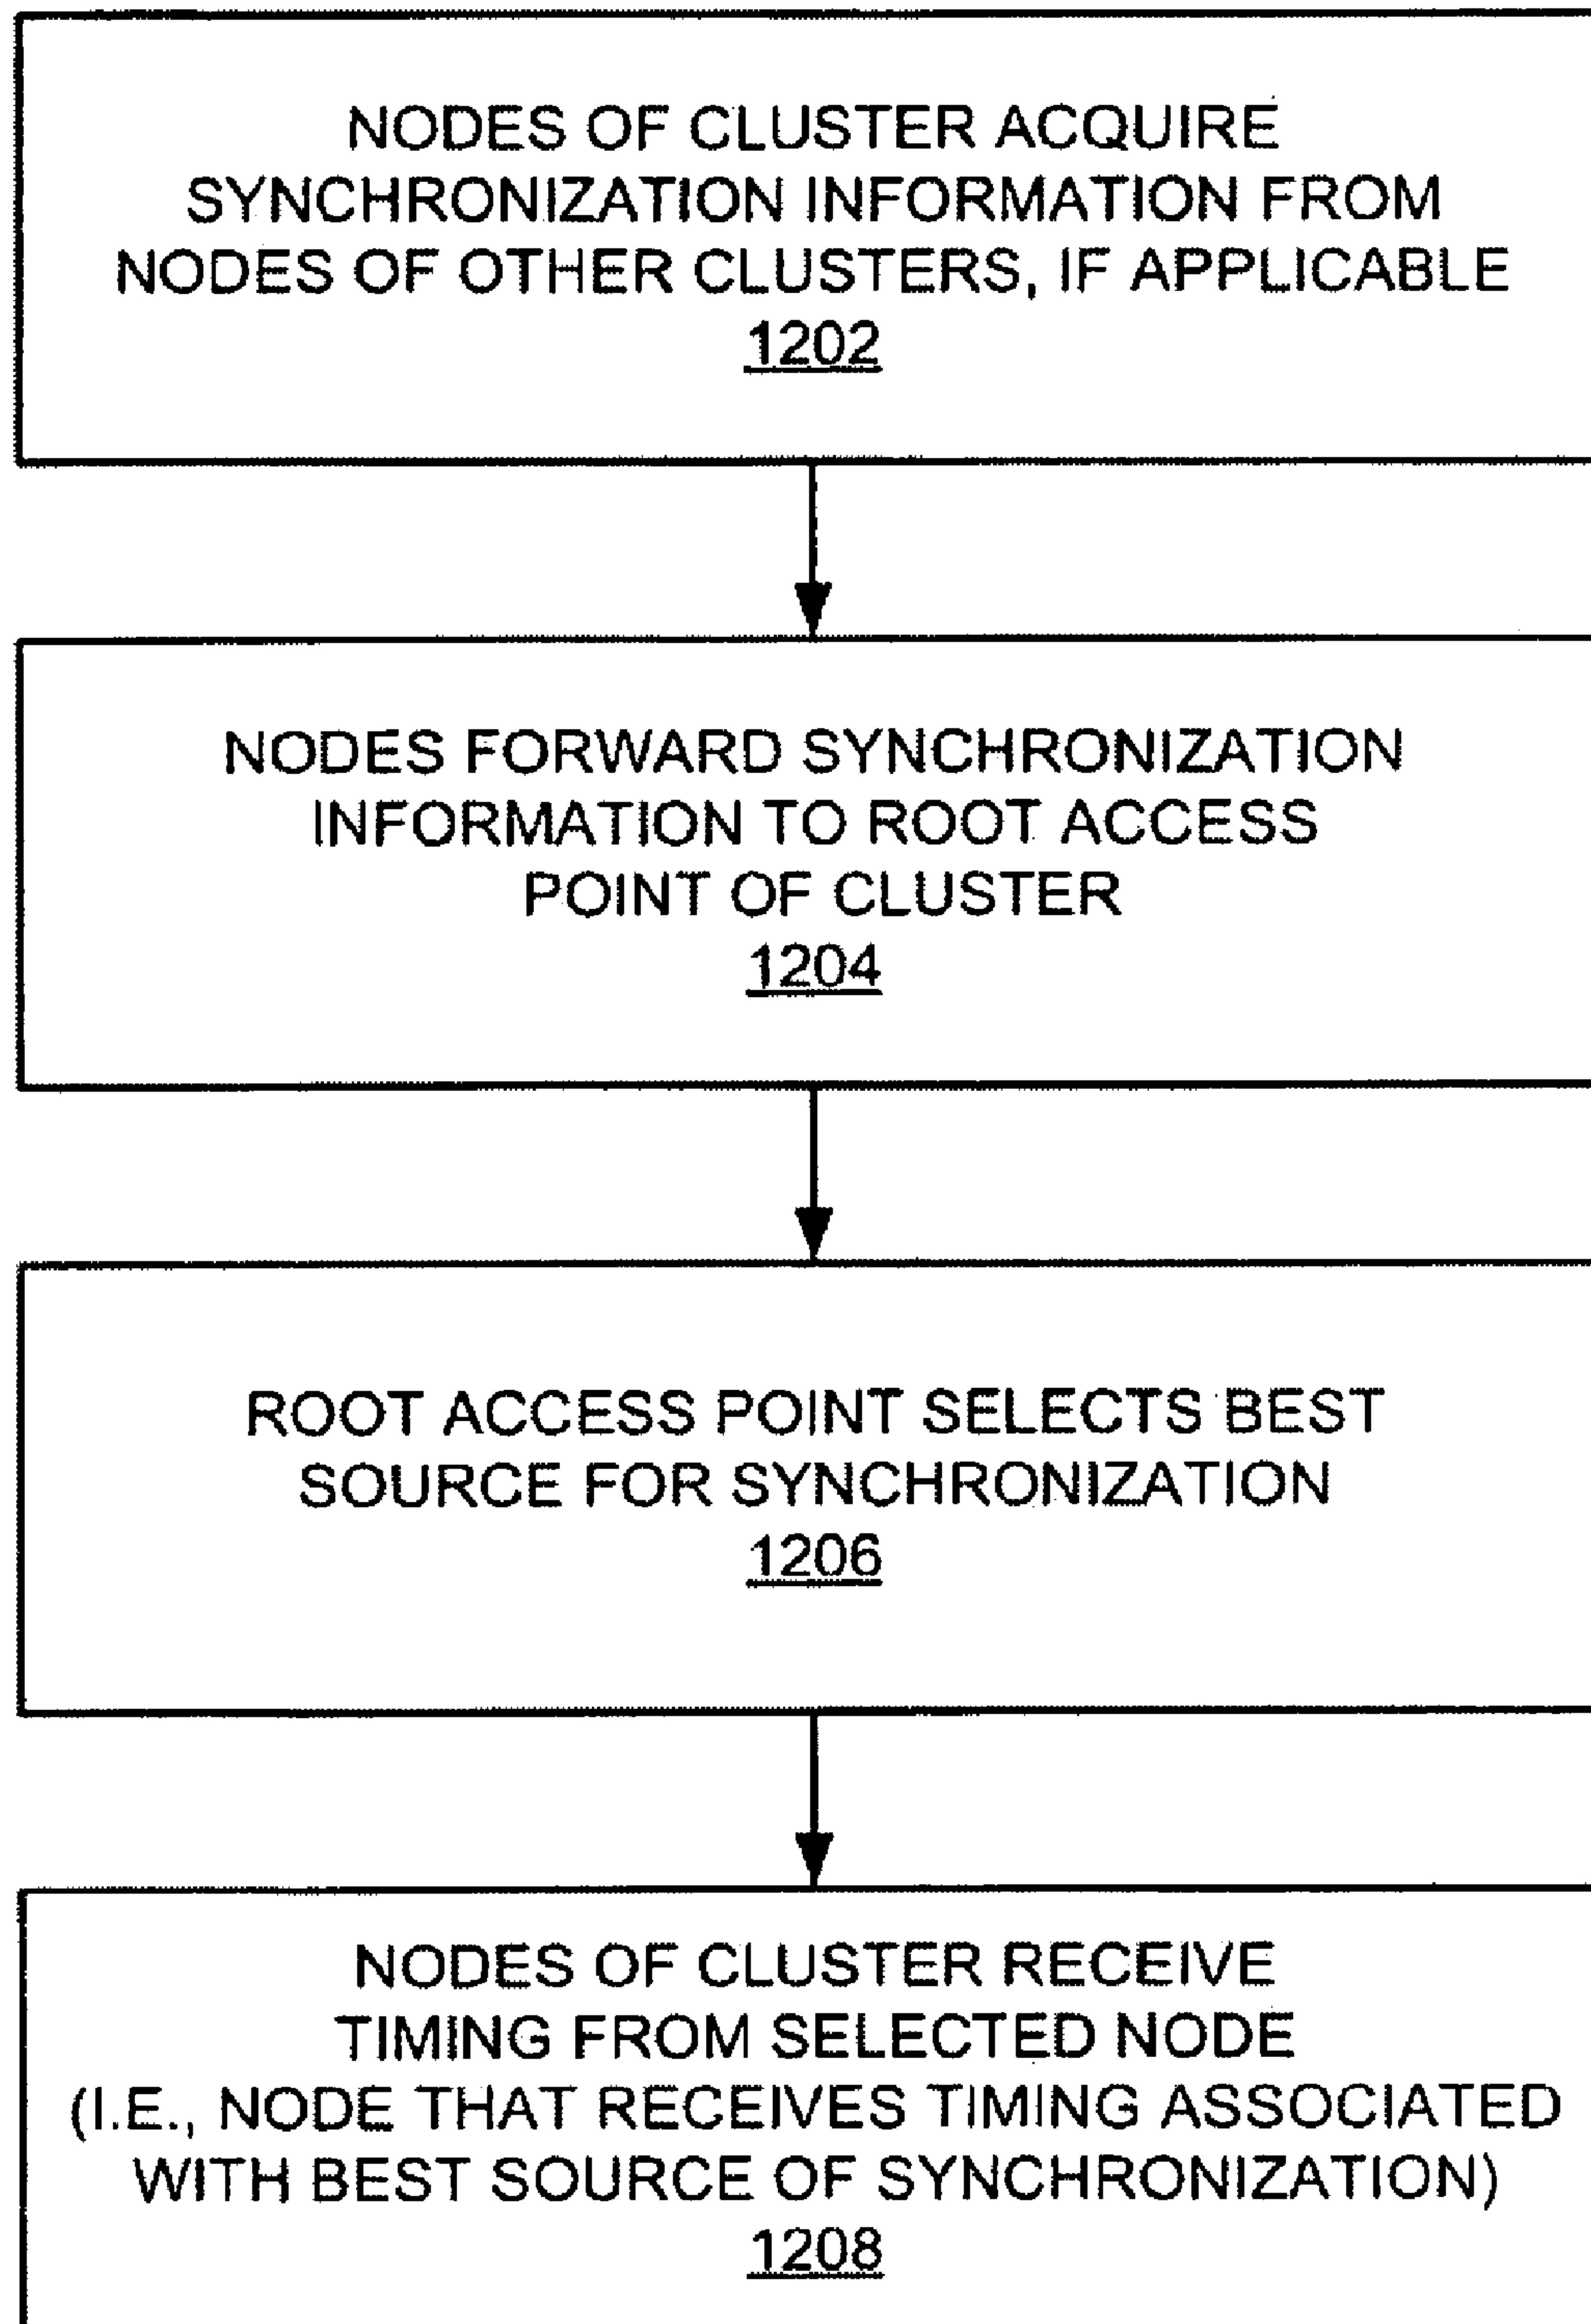 NODES OF CLUSTER ACQUIRE
SYNCHRONIZATION INFORMATION FROM
NODES OF OTHER CLUSTERS, IF APPLICABLE
1202
NODES FORWARD SYNCHRONIZATION
INFORMATION TO ROOT ACCESS
POINT OF CLUSTER
1204
ROOT ACCESS POINT SELECTS BEST
SOURCE FOR SYNCHRONIZATION
1206
NODES OF CLUSTER RECEIVE
TIMING FROM SELECTED NODE
(I.E., NODE THAT RECEIVES TIMING ASSOCIATED
WITH BEST SOURCE OF SYNCHRONIZATION)
1208